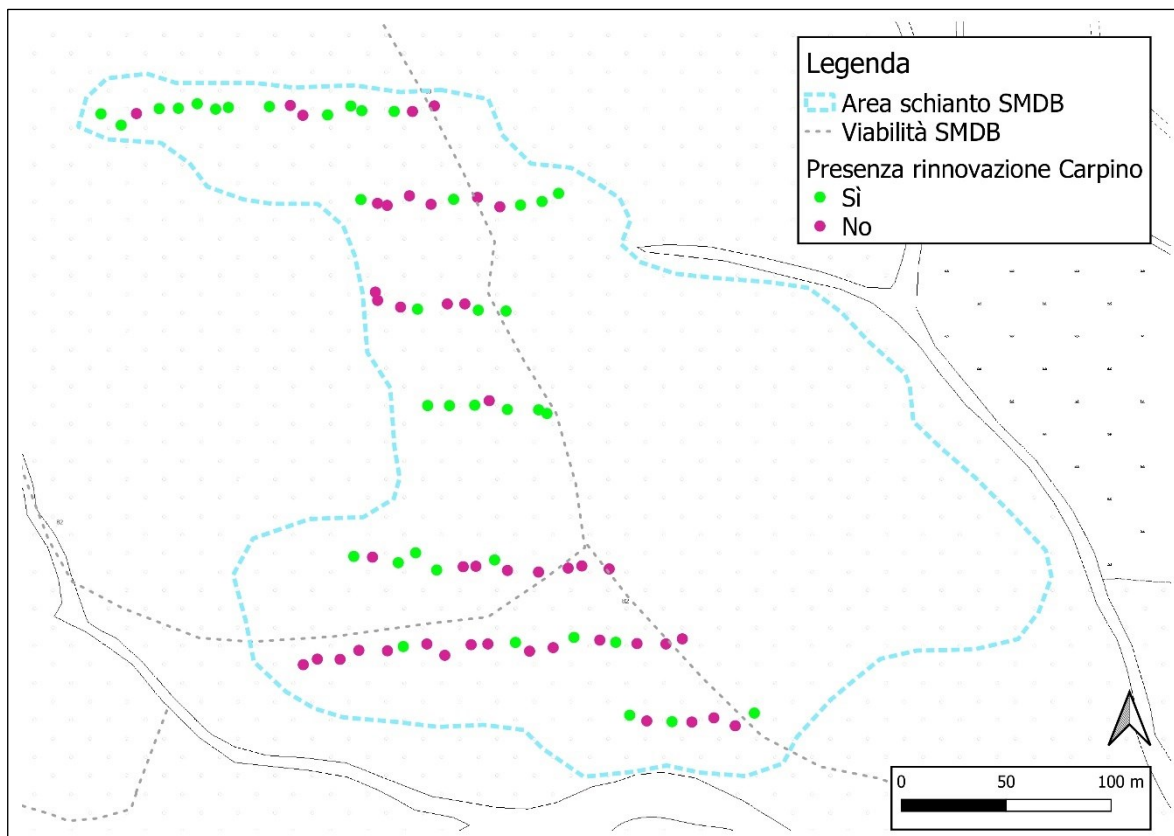 Legenda
Area schianto SMDB
Viabilità SMDB
Presenza rinnovazione Carpino
Sì
No
0 50 100 m